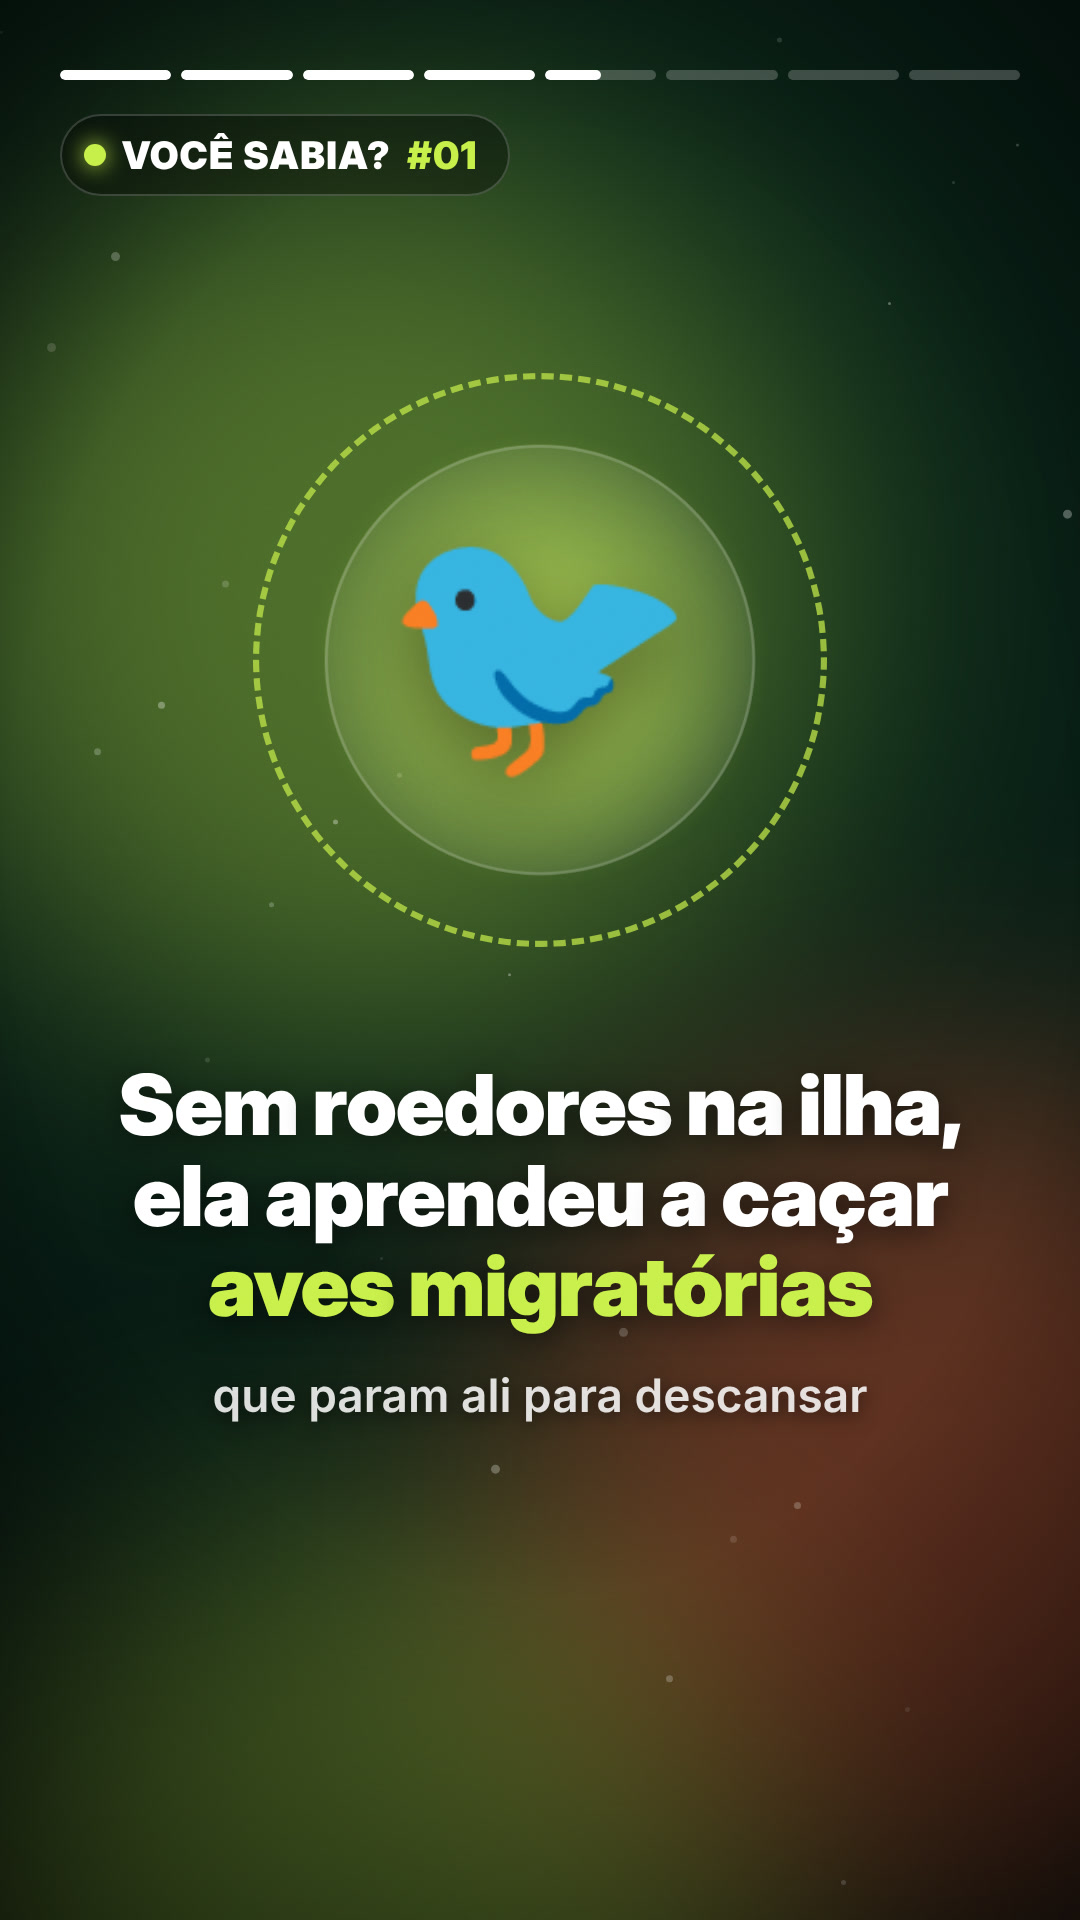 VOCÊ SABIA? #01
Sem roedores na ilha,
ela aprendeu a caçar
aves migratórias
que param ali para descansar